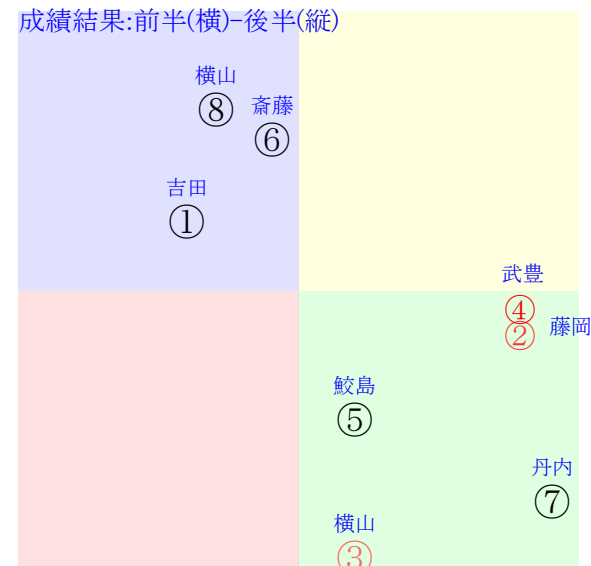 成績結果:前半(横)-後半(縦)
横山
⑧
斎藤
⑥
吉田
①
武豊
④
②
藤岡
鮫島
⑤
丹内
⑦
横山
③